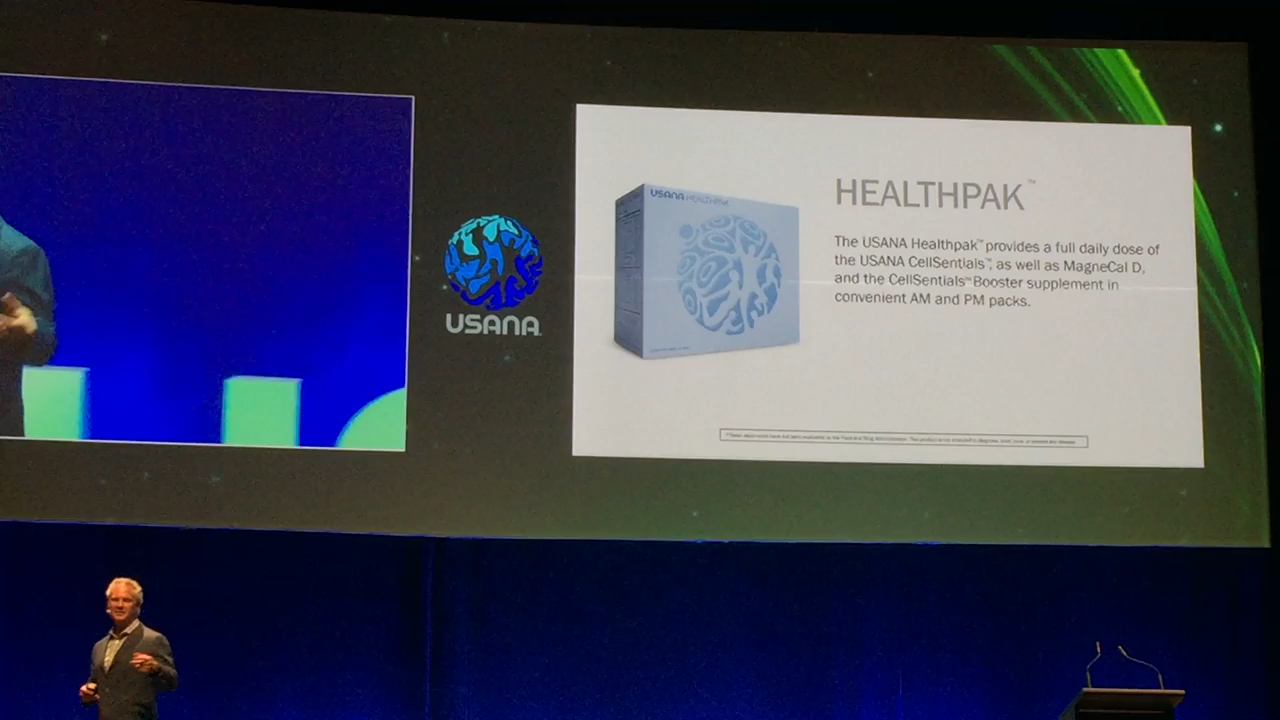 USANA
USANA HEALTHPAK
HEALTHPAK™
The USANA Healthpak™ provides a full daily dose of
the USANA CellSentials™, as well as MagneCal D,
and the CellSentials™ Booster supplement in
convenient AM and PM packs.